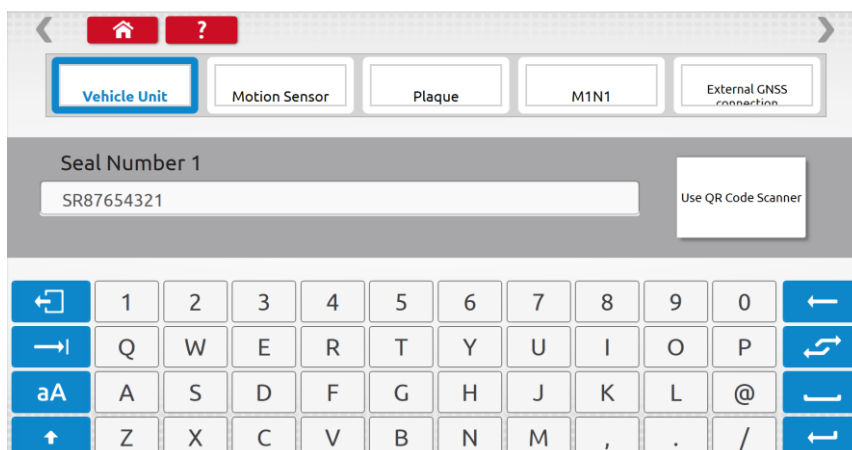 ?
Vehicle Unit
Motion Sensor
Plaque
M1N1
External GNSS
connection
Seal Number 1
SR87654321
Use QR Code Scanner
1 2 3 4 5 6 7 8 9 0
Q W E R T Y U I O P
aA A S D F G H J K L @
Z X C V B N M , . /